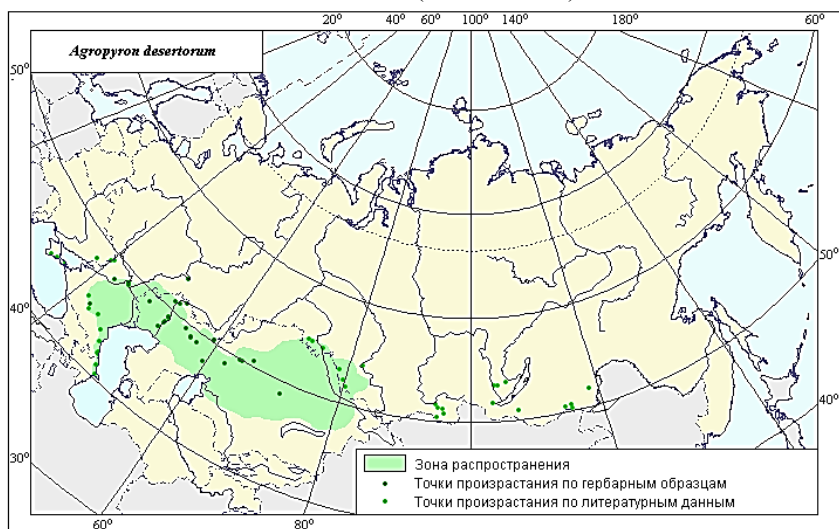 20° 40° 60° 100° 140° 180° 60°
Agropyron desertorum
50°
50°
40°
40°
30°
Зона распространения
Точки произрастания по гербарным образцам
Точки произрастания по литературным данным
60° 80°